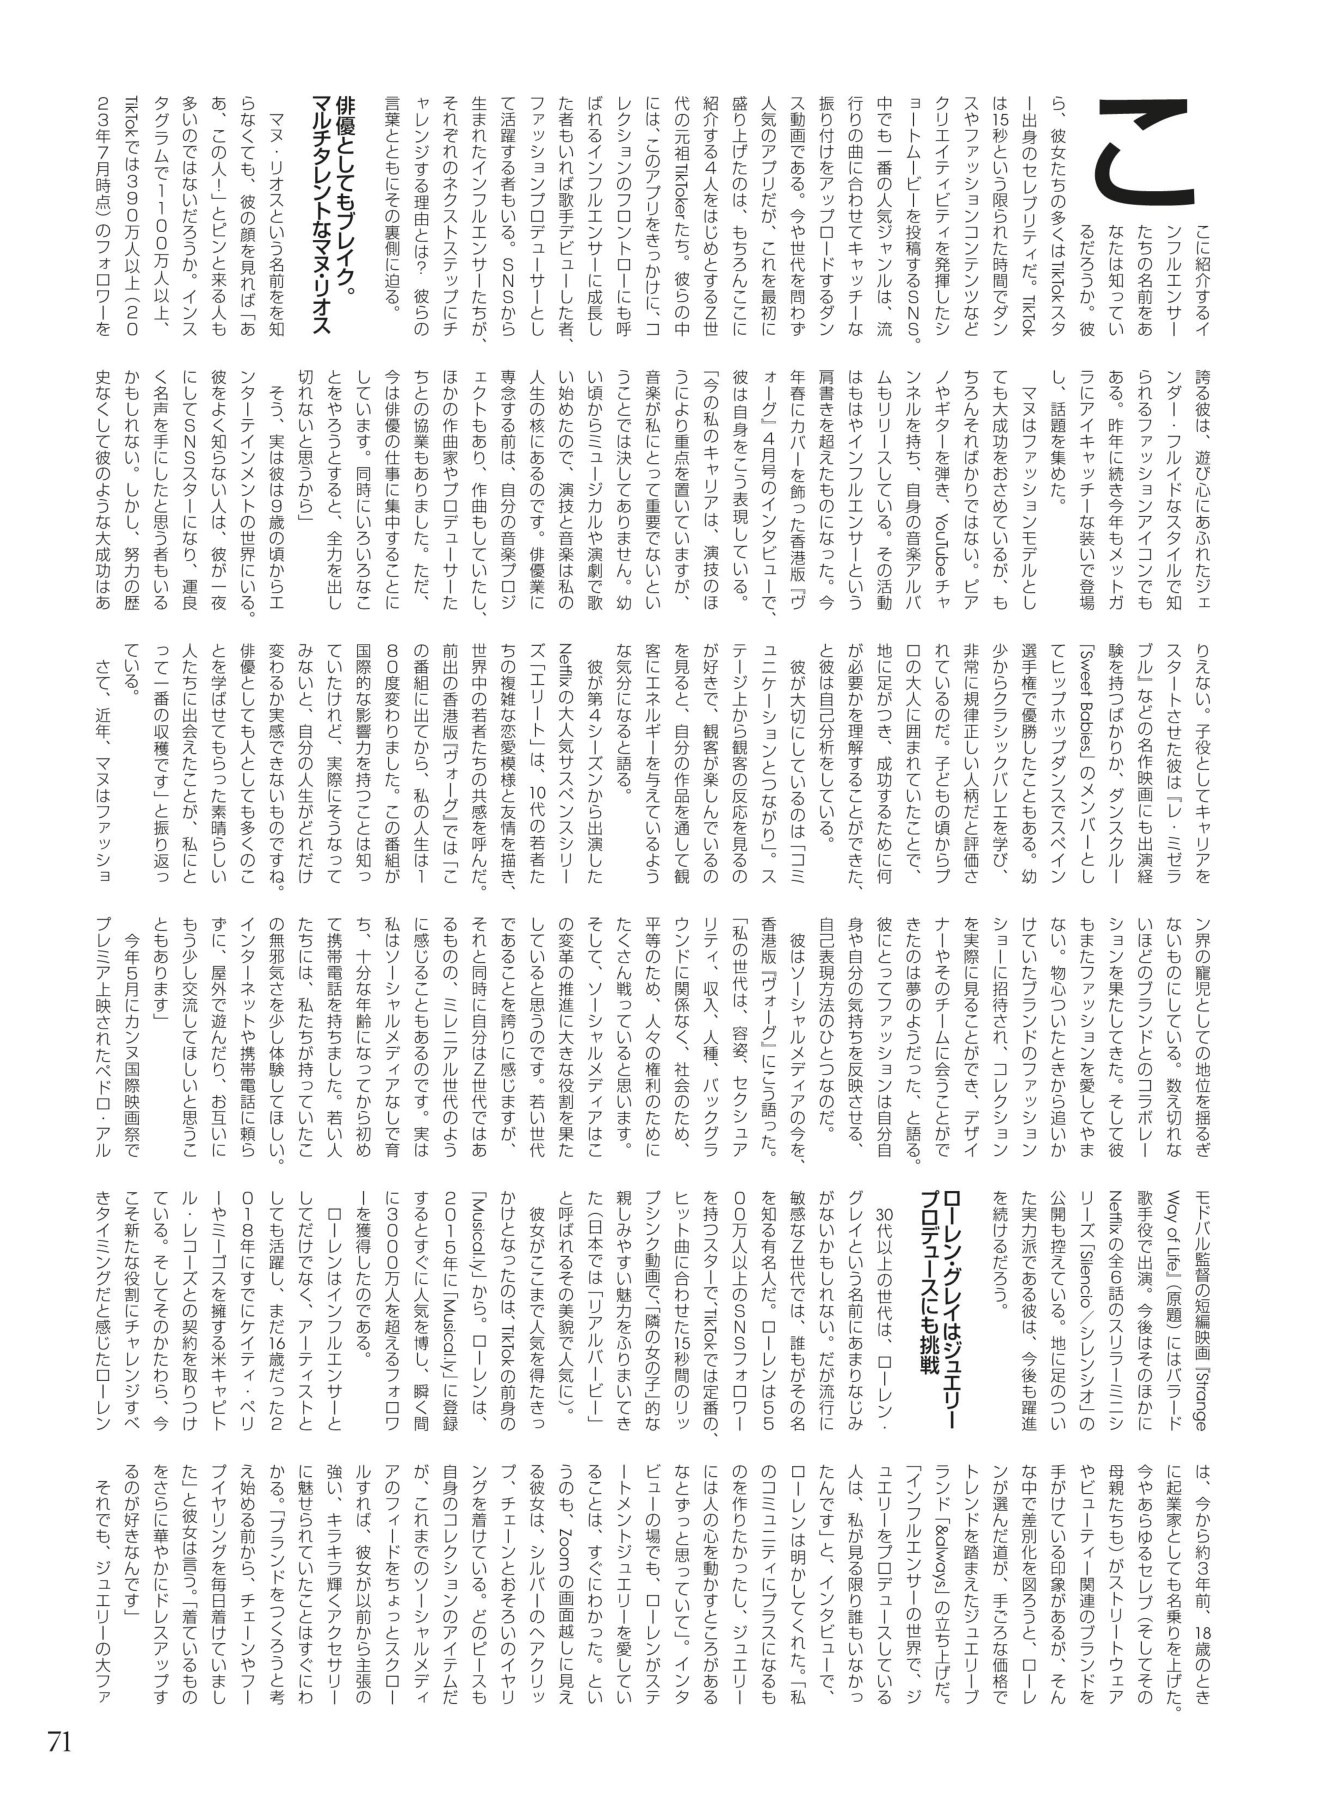 ここに紹介するイ
ンフルエンサー
たちの名前をあ
なたは知ってい
るだろうか。彼
ら、彼女たちの多くはTikTokスタ
ー出身のセレブリティだ。TikTok
は15秒という限られた時間でダン
スやファッションコンテンツなど
クリエイティビティを発揮したシ
ョートムービーを投稿するSNS。
中でも一番の人気ジャンルは、流
行りの曲に合わせてキャッチーな
振り付けをアップロードするダン
ス動画である。今や世代を問わず
人気のアプリだが、これを最初に
盛り上げたのは、もちろんここに
紹介する4人をはじめとするZ世
代の元祖TikTokerたち。彼らの中
には、このアプリをきっかけに、コ
レクションのフロントローにも呼
ばれるインフルエンサーに成長し
た者もいれば歌手デビューした者、
ファッションプロデューサーとし
て活躍する者もいる。SNSから
生まれたインフルエンサーたちが、
それぞれのネクストステップにチ
ャレンジする理由とは? 彼らの
言葉とともにその裏側に迫る。
俳優としてもブレイク。
マルチタレントなマヌ・リオス
マヌ・リオスという名前をを知
らなくても、彼の顔を見れば「あ
あ、この人!」とピンと来る人も
多いのではないだろうか。インス
タグラムで1100万人以上、
TikTokでは390万人以上(20
23年7月時点)のフォロワーを
誇る彼は、遊び心にあふれたジェ
ンダー・フルイドなスタイルで知
られるファッションアイコンでも
ある。昨年に続き今年もメットガ
ラにアイキャッチーな装いで登場
し、話題を集めた。
マヌはファッションモデルとし
ても大成功をおさめているが、も
ちろんそればかりではない。ピア
ノやギターを弾き、YouTubeチャ
ンネルを持ち、自身の音楽アルバ
ムもリリースしている。その活動
はもはやインフルエンサーという
肩書きを超えたものになった。今
年春にカバーを飾った香港版『ヴ
ォーグ』4月号のインタビューで、
彼は自身をこう表現している。
「今の私のキャリアは、演技のほ
うにより重点を置いていますが、
音楽が私にとって重要でないとい
うことでは決してありません。幼
い頃からミュージカルや演劇で歌
い始めたので、演技と音楽は私の
人生の核にあるのです。俳優業に
専念する前は、自分の音楽プロジ
ェクトもあり、作曲もしていたし、
ほかの作曲家やプロデューサーた
ちとの協業もありました。ただ、
今は俳優の仕事に集中することに
しています。同時にいろいろなこ
とをやろうとすると、全力を出し
切れないと思うから」
そう、実は彼は9歳の頃からエ
ンターテインメントの世界にいる。
彼をよく知らない人は、彼が一夜
にしてSNSスターになり、運良
く名声を手にしたと思う者もいる
かもしれない。しかし、努力の歴
史なくして彼のような大成功はあ
りえない。子役としてキャリアを
スタートさせた彼は『レ・ミゼラ
ブル』などの名作映画にも出演経
験を持つばかりか、ダンスクルー
「Sweet Babies」のメンバーとし
てヒップホップダンスでスペイン
選手権で優勝したこともある。幼
少からクラシックバレエを学び、
非常に規律正しい人柄だと評価さ
れているのだ。子どもの頃からプ
ロの大人に囲まれていたことで、
地に足がつき、成功するために何
が必要かを理解することができた、
と彼は自己分析をしている。
彼が大切にしているのは「コミ
ュニケーションとつながり」。ス
テージ上から観客の反応を見るの
が好きで、観客が楽しんでいるの
を見ると、自分の作品を通して観
客にエネルギーを与えているよう
な気分になると語る。
彼が第4シーズンから出演した
Netflixの大人気サスペンスシリー
ズ「エリート」は、10代の若者た
ちの複雑な恋愛模様と友情を描き、
世界中の若者たちの共感を呼んだ。
前出の香港版『ヴォーグ』では「こ
の番組に出てから、私の人生は1
80度変わりました。この番組が
国際的な影響力を持つことは知っ
ていたけれど、実際にそうなって
みないと、自分の人生がどれだけ
変わるか実感できないものですね。
俳優としても人としても多くのこ
とを学ばせてもらった素晴らしい
人たちに出会えたことが、私にと
って一番の収穫です」と振り返っ
ている。
さて、近年、マヌはファッショ
ン界の寵児としての地位を揺るぎ
ないものにしている。数え切れな
いほどのブランドとのコラボレー
ションを果たしてきた。そして彼
もまたファッションを愛してやま
ない。物心ついたときから追いか
けていたブランドのファッション
ショーに招待され、コレクション
を実際に見ることができ、デザイ
ナーやそのチームに会うことがで
きたのは夢のようだった、と語る。
彼にとってファッションは自分自
身や自分の気持ちを反映させる、
自己表現方法のひとつなのだ。
彼はソーシャルメディアの今を、
香港版『ヴォーグ』にこう語った。
「私の世代は、容姿、セクシュア
リティ、収入、人種、バックグラ
ウンドに関係なく、社会のため、
平等のため、人々の権利のために
たくさん戦っていると思います。
そして、ソーシャルメディアはこ
の変革の推進に大きな役割を果た
していると思うのです。若い世代
であることを誇りに感じますが、
それと同時に自分はZ世代ではあ
るものの、ミレニアル世代のよう
に感じることもあるのです。実は
私はソーシャルメディアなしで育
ち、十分な年齢になってから初め
て携帯電話を持ちました。若い人
たちには、私たちが持っていたこ
の無邪気さを少し体験してほしい。
インターネットや携帯電話に頼ら
ずに、屋外で遊んだり、お互いに
もう少し交流してほしいと思うこ
ともあります」
今年5月にカンヌ国際映画祭で
プレミア上映されたペドロ・アル
モドバル監督の短編映画『Strange
Way of Life』(原題)にはバラード
歌手役で出演。今後はそのほかに
Netflixの全6話のスリラーミニシ
リーズ「Silencio/シレンシオ」の
公開も控えている。地に足のつい
た実力派である彼は、今後も躍進
を続けるだろう。
ローレン・グレイはジュエリー
プロデュースにも挑戦
30代以上の世代は、ローレン・
グレイという名前にあまりなじみ
がないかもしれない。だが流行に
敏感なZ世代では、誰もがその名
を知る有名人だ。ローレンは55
00万人以上のSNSフォロワー
を持つスターで、TikTokでは定番の、
ヒット曲に合わせた15秒間のリッ
プシンク動画で、「隣の女の子」的な
親しみやすい魅力をふりまいてき
た(日本では「リアルバービー」
と呼ばれるその美貌で人気に)。
彼女がここまで人気を得たきっ
かけとなったのは、TikTokの前身の
「Musical.ly」から。ローレンは、
2015年に「Musical.ly」に登録
するとすぐに人気を博し、瞬く間
に3000万人を超えるフォロワ
ーを獲得したのである。
ローレンはインフルエンサーと
してだけでなく、アーティストと
しても活躍し、まだ16歳だった2
018年にすでにケイティ・ペリ
ーやミーゴスを擁する米キャピト
ル・レコーズとの契約を取りつけ
ている。そしてそのかたわら、今
こそ新たな役割にチャレンジすべ
きタイミングだと感じたローレン
は、今から約3年前、18歳のとき
に起業家としても名乗りを上げた。
今やあらゆるセレブ(そしてその
母親たちも)がストリートウェア
やビューティー関連のブランドを
手がけている印象があるが、そん
な中で差別化を図ろうと、ローレ
ンが選んだ道が、手ごろな価格で
トレンドを踏まえたジュエリーブ
ランド「&always」の立ち上げだ。
「インフルエンサーの世界で、ジ
ュエリーをプロデュースしている
人は、私が見る限り誰もいなかっ
たんです」と、インタビューで、
ローレンは明かしてくれた。「私
のコミュニティにプラスになるも
のを作りたかったし、ジュエリー
には人の心を動かすところがある
なとずっと思っていて」。インタ
ビューの場でも、ローレンがステ
ートメントジュエリーを愛してい
ることは、すぐにわかった。とい
うのも、Zoomの画面越しに見え
る彼女は、シルバーのヘアクリッ
プ、チェーンとおそろいのイヤリ
ングを着けている。どのピースも
自身のコレクションのアイテムだ
が、これまでのソーシャルメディ
アのフィードをちょっとスクロー
ルすれば、彼女が以前から主張の
強い、キラキラ輝くアクセサリー
に魅せられていたことはすぐにわ
かる。「ブランドをつくろうと考
え始める前から、チェーンやフー
プイヤリングを毎日着けていまし
た」と彼女は言う。「着ているもの
をさらに華やかにドレスアップす
るのが好きなんです」
それでも、ジュエリーの大ファ
71